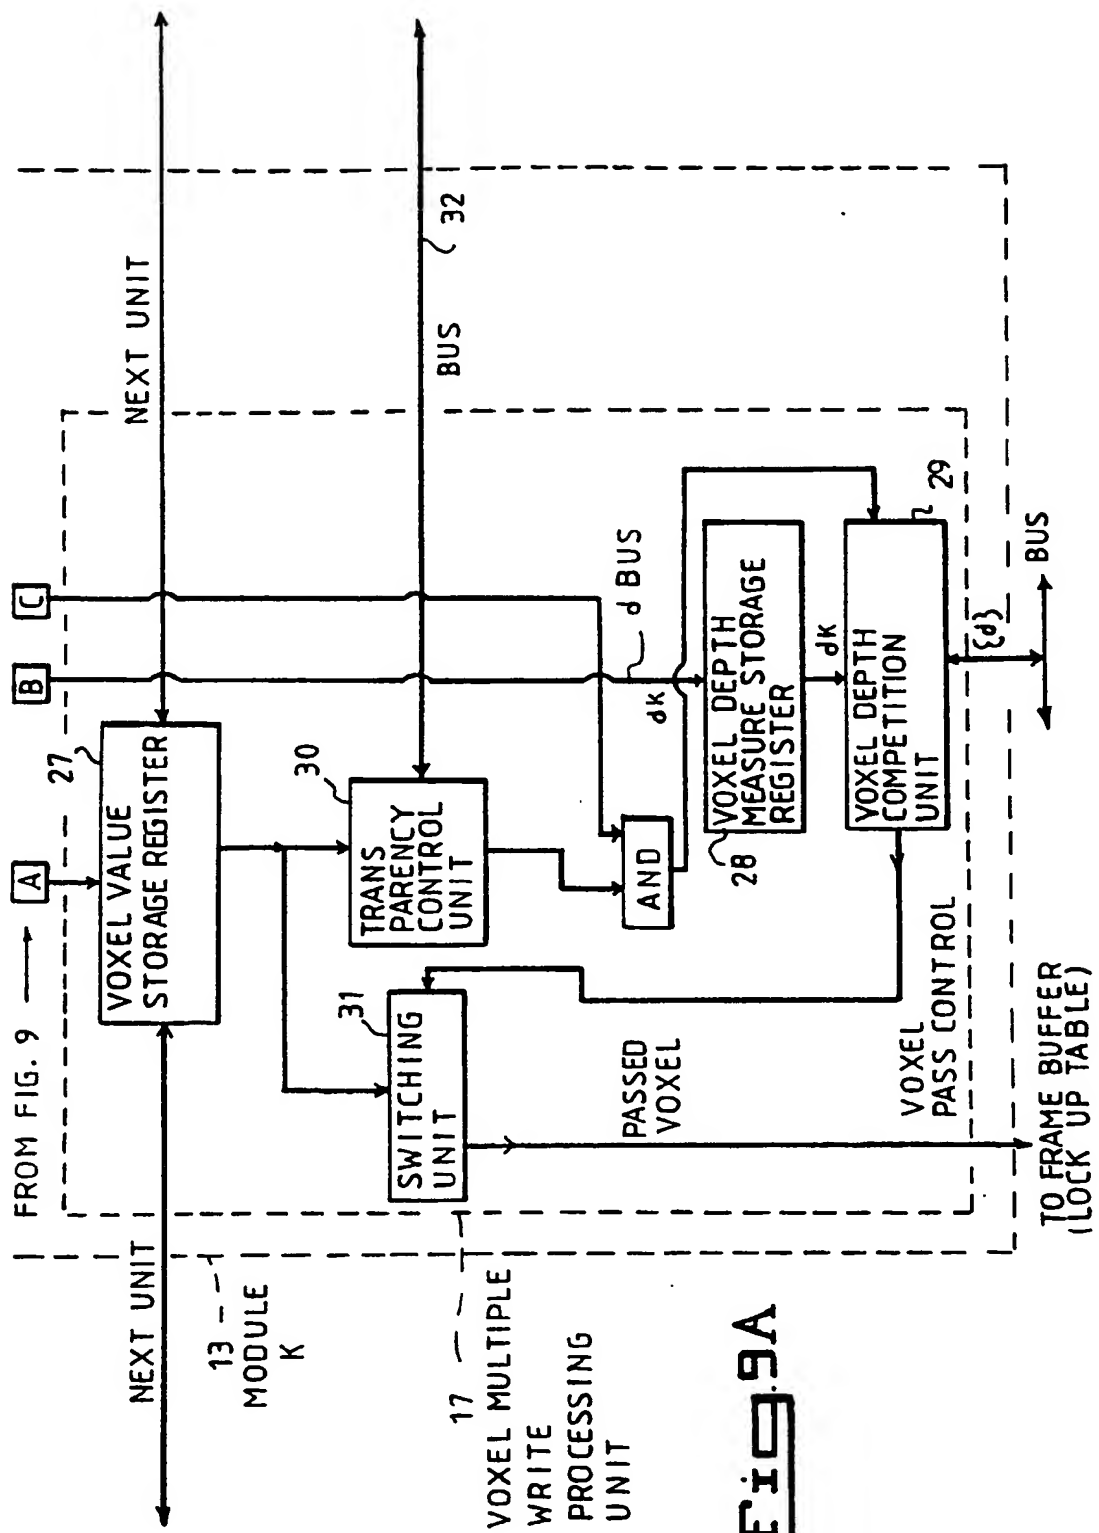 FROM FIG. 9
A
B
C
NEXT UNIT
NEXT UNIT
27
VOXEL VALUE
STORAGE REGISTER
30
TRANS
PARENCY
CONTROL
UNIT
BUS
32
31
SWITCHING
UNIT
AND
d BUS
dK
VOXEL DEPTH
MEASURE STORAGE
REGISTER
28
dK
VOXEL DEPTH
COMPETITION
UNIT
29
{d}
BUS
PASSED
VOXEL
VOXEL
PASS CONTROL
TO FRAME BUFFER
(LOCK UP TABLE)
13
MODULE
K
17
VOXEL MULTIPLE
WRITE
PROCESSING
UNIT
Fig.9A